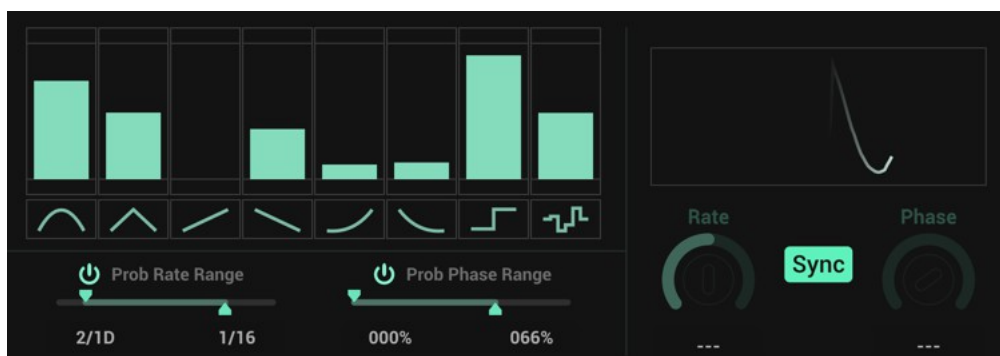 Prob Rate Range
2/1D 1/16
Prob Phase Range
000% 066%
Rate
---
Sync
Phase
---